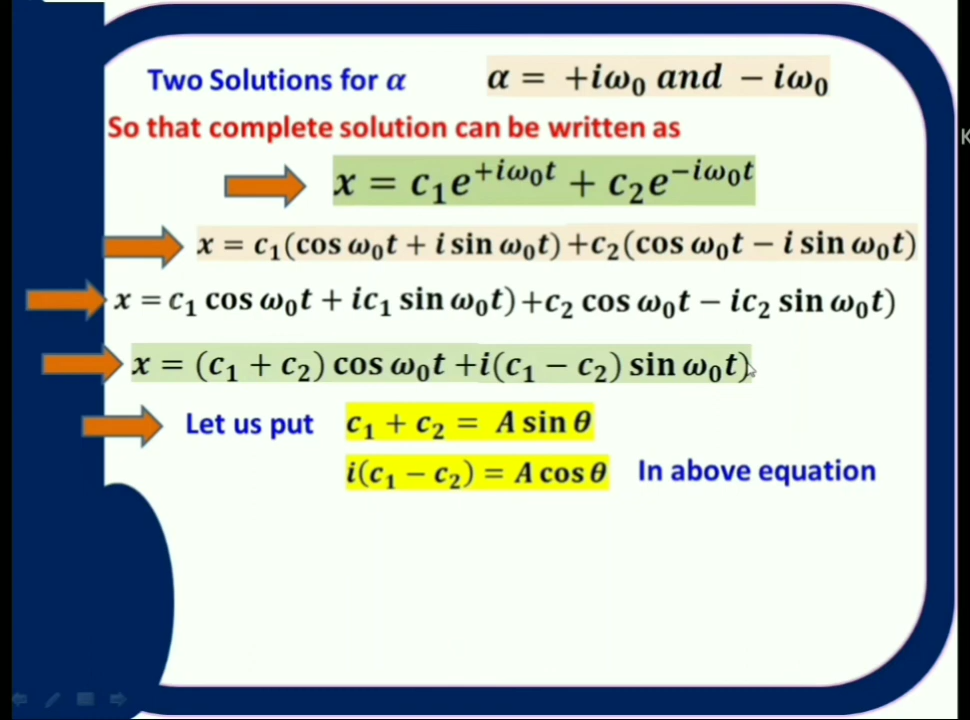 Two Solutions for α α = +iω₀ and − iω₀
So that complete solution can be written as
x = c₁e^{+iω₀t} + c₂e^{−iω₀t}
x = c₁(cos ω₀t + i sin ω₀t) +c₂(cos ω₀t − i sin ω₀t)
x = c₁ cos ω₀t + ic₁ sin ω₀t)+c₂ cos ω₀t − ic₂ sin ω₀t)
x = (c₁ + c₂) cos ω₀t +i(c₁ − c₂) sin ω₀t)
Let us put c₁ + c₂ = A sin θ
i(c₁ − c₂) = A cos θ In above equation
K